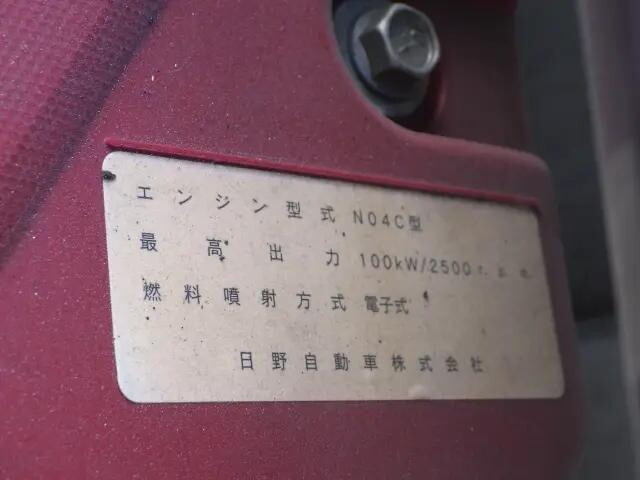 エンジン型式 N04C型
最高出力 100kW/2500
燃料噴射方式 電子式
日野自動車株式会社